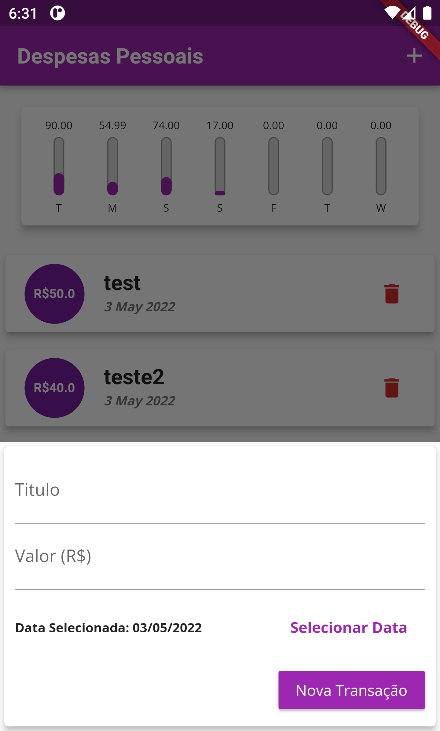 6:31
DEBUG
Despesas Pessoais
90.00 54.99 74.00 17.00 0.00 0.00 0.00
T M S S F T W
R$50.0
test
3 May 2022
R$40.0
teste2
3 May 2022
Titulo
Valor (R$)
Data Selecionada: 03/05/2022 Selecionar Data
Nova Transação